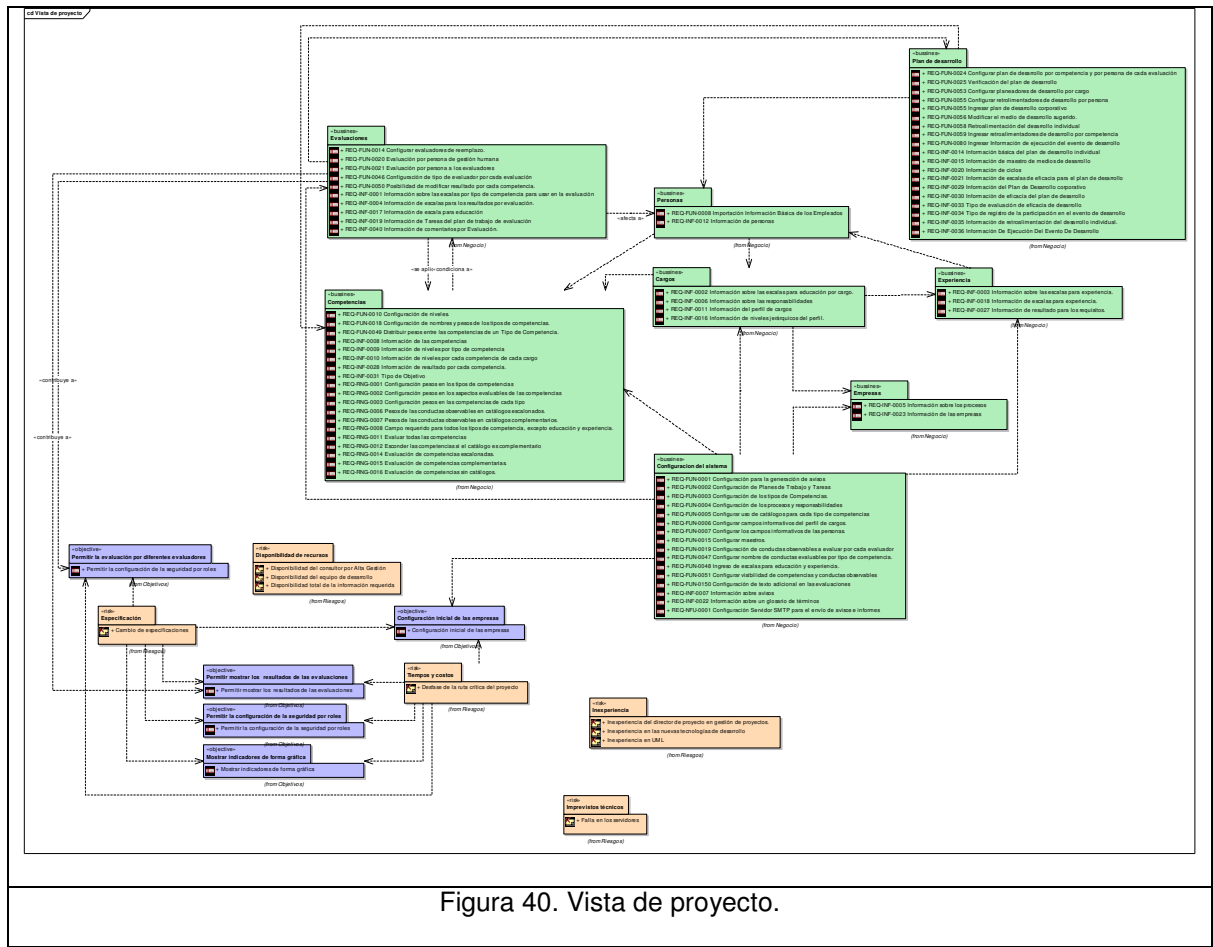 cd Vista de proyecto
«bussines»
Plan de desarrollo
+ REQ-FUN-0024 Configurar plan de desarrollo por competencia y por persona de cada evaluación
+ REQ-FUN-0025 Verificación del plan de desarrollo
+ REQ-FUN-0053 Configurar planeadores de desarrollo por cargo
+ REQ-FUN-0055 Configurar retrolimentadores de desarrollo por persona
+ REQ-FUN-0055 Ingresar plan de desarrollo corporativo
+ REQ-FUN-0056 Modificar el medio de desarrollo sugerido.
+ REQ-FUN-0058 Retroalimentación del desarrollo individual
+ REQ-FUN-0059 Ingresar retroalimentadores de desarrollo por competencia
+ REQ-FUN-0080 Ingresar Información de ejecución del evento de desarrollo
+ REQ-INF-0014 Información básica del plan de desarrollo individual
+ REQ-INF-0015 Información de maestro de medios de desarrollo
+ REQ-INF-0020 Información de ciclos
+ REQ-INF-0021 Información de escalas de eficacia para el plan de desarrollo
+ REQ-INF-0029 Información del Plan de Desarrollo corporativo
+ REQ-INF-0030 Información de eficacia del plan de desarrollo
+ REQ-INF-0033 Tipo de evaluación de eficacia de desarrollo
+ REQ-INF-0034 Tipo de registro de la participación en el evento de desarrollo
+ REQ-INF-0035 Información de retroalimentación del desarrollo individual.
+ REQ-INF-0036 Información De Ejecución Del Evento De Desarrollo
(from Negocio)
«bussines»
Evaluaciones
+ REQ-FUN-0014 Configurar evaluadores de reemplazo.
+ REQ-FUN-0020 Evaluación por persona de gestión humana
+ REQ-FUN-0021 Evaluación por persona a los evaluadores
+ REQ-FUN-0046 Configuración de tipo de evaluador por cada evaluación
+ REQ-FUN-0050 Posibilidad de modificar resultado por cada competencia.
+ REQ-INF-0001 Información sobre las escalas por tipo de competencia para usar en la evaluación
+ REQ-INF-0004 Información de escalas para los resultados por evaluación.
+ REQ-INF-0017 Información de escala para educación
+ REQ-INF-0019 Información de Tareas del plan de trabajo de evaluación
+ REQ-INF-0040 Información de comentarios por Evaluación.
(from Negocio)
«afecta a»
«bussines»
Personas
+ REQ-FUN-0008 Importación Información Básica de los Empleados
+ REQ-INF-0012 Información de personas
(from Negocio)
«se aplic «condiciona a»
«bussines»
Cargos
+ REQ-INF-0002 Información sobre las escalas para educación por cargo.
+ REQ-INF-0006 Información sobre las responsabilidades
+ REQ-INF-0011 Información del perfil de cargos
+ REQ-INF-0016 Información de niveles jerárquicos del perfil.
(from Negocio)
«bussines»
Experiencia
+ REQ-INF-0003 Información sobre las escalas para experiencia.
+ REQ-INF-0018 Información de escalas para experiencia.
+ REQ-INF-0027 Información de resultado para los requisitos.
(from Negocio)
«bussines»
Competencias
+ REQ-FUN-0010 Configuración de niveles.
+ REQ-FUN-0018 Configuración de nombres y pesos de los tipos de competencias.
+ REQ-FUN-0049 Distribuir pesos entre las competencias de un Tipo de Competencia.
+ REQ-INF-0008 Información de las competencias
+ REQ-INF-0009 Información de niveles por tipo de competencia
+ REQ-INF-0010 Información de niveles por cada competencia de cada cargo
+ REQ-INF-0028 Información de resultado por cada competencia.
+ REQ-INF-0031 Tipo de Objetivo
+ REQ-RNG-0001 Configuración pesos en los tipos de competencias
+ REQ-RNG-0002 Configuración pesos en los aspectos evaluables de las competencias
+ REQ-RNG-0003 Configuración pesos en las competencias de cada tipo
+ REQ-RNG-0006 Pesos de las conductas observables en catálogos escalonados.
+ REQ-RNG-0007 Pesos de las conductas observables en catálogos complementarios.
+ REQ-RNG-0008 Campo requerido para todos los tipos de competencia, excepto educación y experiencia.
+ REQ-RNG-0011 Evaluar todas las competencias
+ REQ-RNG-0012 Esconder las competencias si el catálogo es complementario
+ REQ-RNG-0014 Evaluación de competencias escalonadas.
+ REQ-RNG-0015 Evaluación de competencias complementarias.
+ REQ-RNG-0016 Evaluación de competencias sin catálogos.
(from Negocio)
«contribuye a»
«contribuye a»
«bussines»
Empresas
+ REQ-INF-0005 Información sobre los procesos
+ REQ-INF-0023 Información de las empresas
(from Negocio)
«bussines»
Configuracion del sistema
+ REQ-FUN-0001 Configuración para la generación de avisos
+ REQ-FUN-0002 Configuración de Planes de Trabajo y Tareas
+ REQ-FUN-0003 Configuración de los tipos de Competencias.
+ REQ-FUN-0004 Configuración de los procesos y responsabilidades
+ REQ-FUN-0005 Configurar uso de catálogos para cada tipo de competencias
+ REQ-FUN-0006 Configurar campos informativos del perfil de cargos.
+ REQ-FUN-0007 Configurar los campos informativos de las personas.
+ REQ-FUN-0015 Configurar maestros.
+ REQ-FUN-0019 Configuración de conductas observables a evaluar por cada evaluador
+ REQ-FUN-0047 Configurar nombre de conductas evaluables por tipo de competencia.
+ REQ-FUN-0048 Ingreso de escalas para educación y experiencia.
+ REQ-FUN-0051 Configurar visibilidad de competencias y conductas observables
+ REQ-FUN-0150 Configuración de texto adicional en las evaluaciones
+ REQ-INF-0007 Información sobre avisos
+ REQ-INF-0022 Información sobre un glosario de términos
+ REQ-NFU-0001 Configuración Servidor SMTP para el envío de avisos e informes
(from Negocio)
«objective»
Permitir la evaluación por diferentes evaluadores
+ Permitir la configuración de la seguridad por roles
(from Objetivos)
«risk»
Disponibilidad de recursos
+ Disponibilidad del consultor por Alta Gestión
+ Disponibilidad del equipo de desarrollo
+ Disponibilidad total de la información requerida
(from Riesgos)
«risk»
Especificación
+ Cambio de especificaciones
(from Riesgos)
«objective»
Configuración inicial de las empresas
+ Configuración inicial de las empresas
(from Objetivos)
«objective»
Permitir mostrar los resultados de las evaluaciones
+ Permitir mostrar los resultados de las evaluaciones
(from Objetivos)
«risk»
Tiempos y costos
+ Desfase de la ruta crítica del proyecto
(from Riesgos)
«objective»
Permitir la configuración de la seguridad por roles
+ Permitir la configuración de la seguridad por roles
(from Objetivos)
«objective»
Mostrar indicadores de forma gráfica
+ Mostrar indicadores de forma gráfica
(from Objetivos)
«risk»
Inexperiencia
+ Inexperiencia del director de proyecto en gestión de proyectos.
+ Inexperiencia en las nuevas tecnologías de desarrollo
+ Inexperiencia en UML
(from Riesgos)
«risk»
Imprevistos técnicos
+ Falla en los servidores
(from Riesgos)
Figura 40. Vista de proyecto.